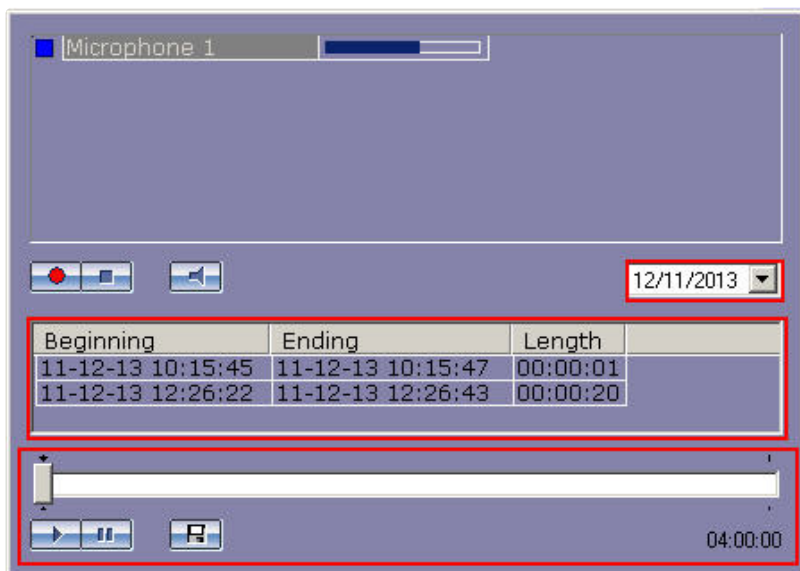 Microphone 1
12/11/2013
Beginning Ending Length
11-12-13 10:15:45 11-12-13 10:15:47 00:00:01
11-12-13 12:26:22 11-12-13 12:26:43 00:00:20
04:00:00